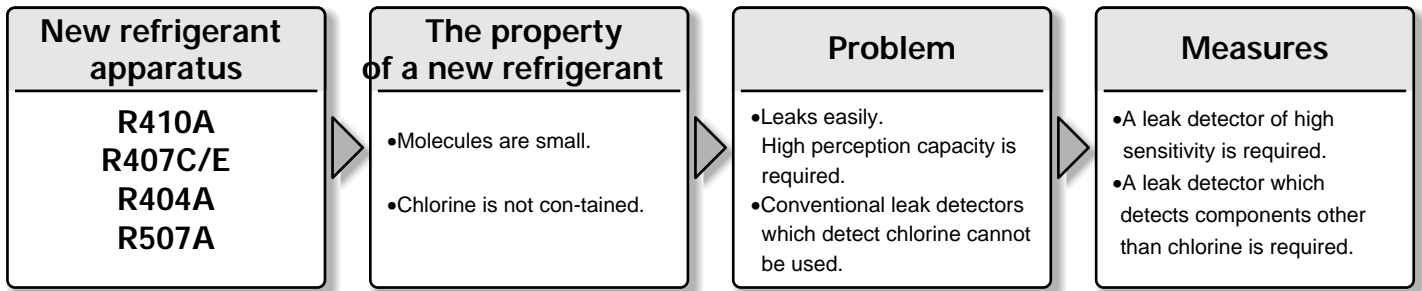 New refrigerant
apparatus
R410A
R407C/E
R404A
R507A
The property
of a new refrigerant
•Molecules are small.
•Chlorine is not con-tained.
Problem
•Leaks easily.
High perception capacity is
required.
•Conventional leak detectors
which detect chlorine cannot
be used.
Measures
•A leak detector of high
sensitivity is required.
•A leak detector which
detects components other
than chlorine is required.